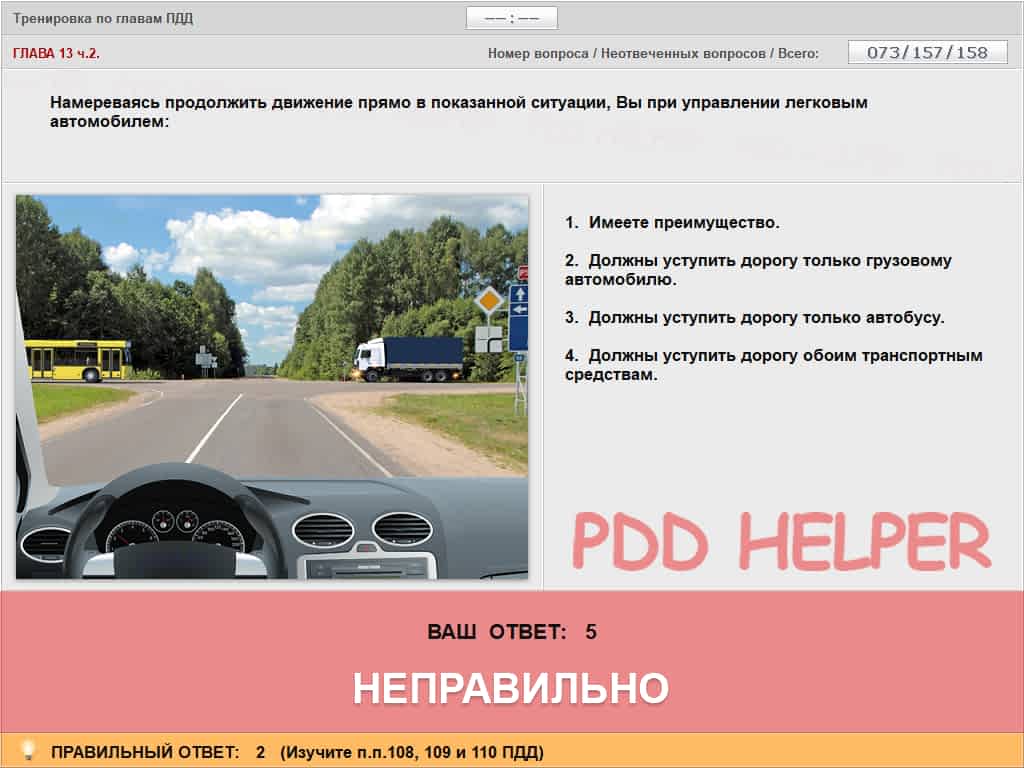 Тренировка по главам ПДД
—— : ——
ГЛАВА 13 ч.2.
Номер вопроса / Неотвеченных вопросов / Всего:
073/157/158
Намереваясь продолжить движение прямо в показанной ситуации, Вы при управлении легковым
автомобилем:
1. Имеете преимущество.
2. Должны уступить дорогу только грузовому
автомобилю.
3. Должны уступить дорогу только автобусу.
4. Должны уступить дорогу обоим транспортным
средствам.
PDD HELPER
ВАШ ОТВЕТ: 5
НЕПРАВИЛЬНО
ПРАВИЛЬНЫЙ ОТВЕТ: 2 (Изучите п.п.108, 109 и 110 ПДД)